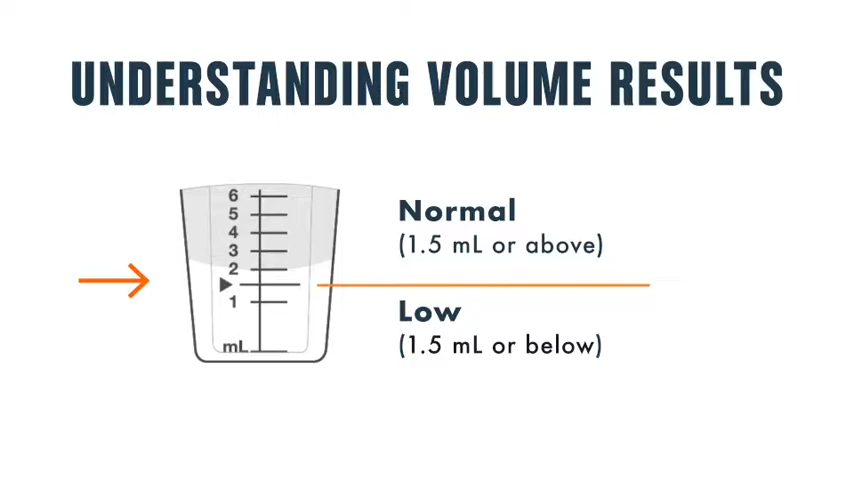 UNDERSTANDING VOLUME RESULTS
6
5
4
3
2
1
mL
Normal
(1.5 mL or above)
Low
(1.5 mL or below)